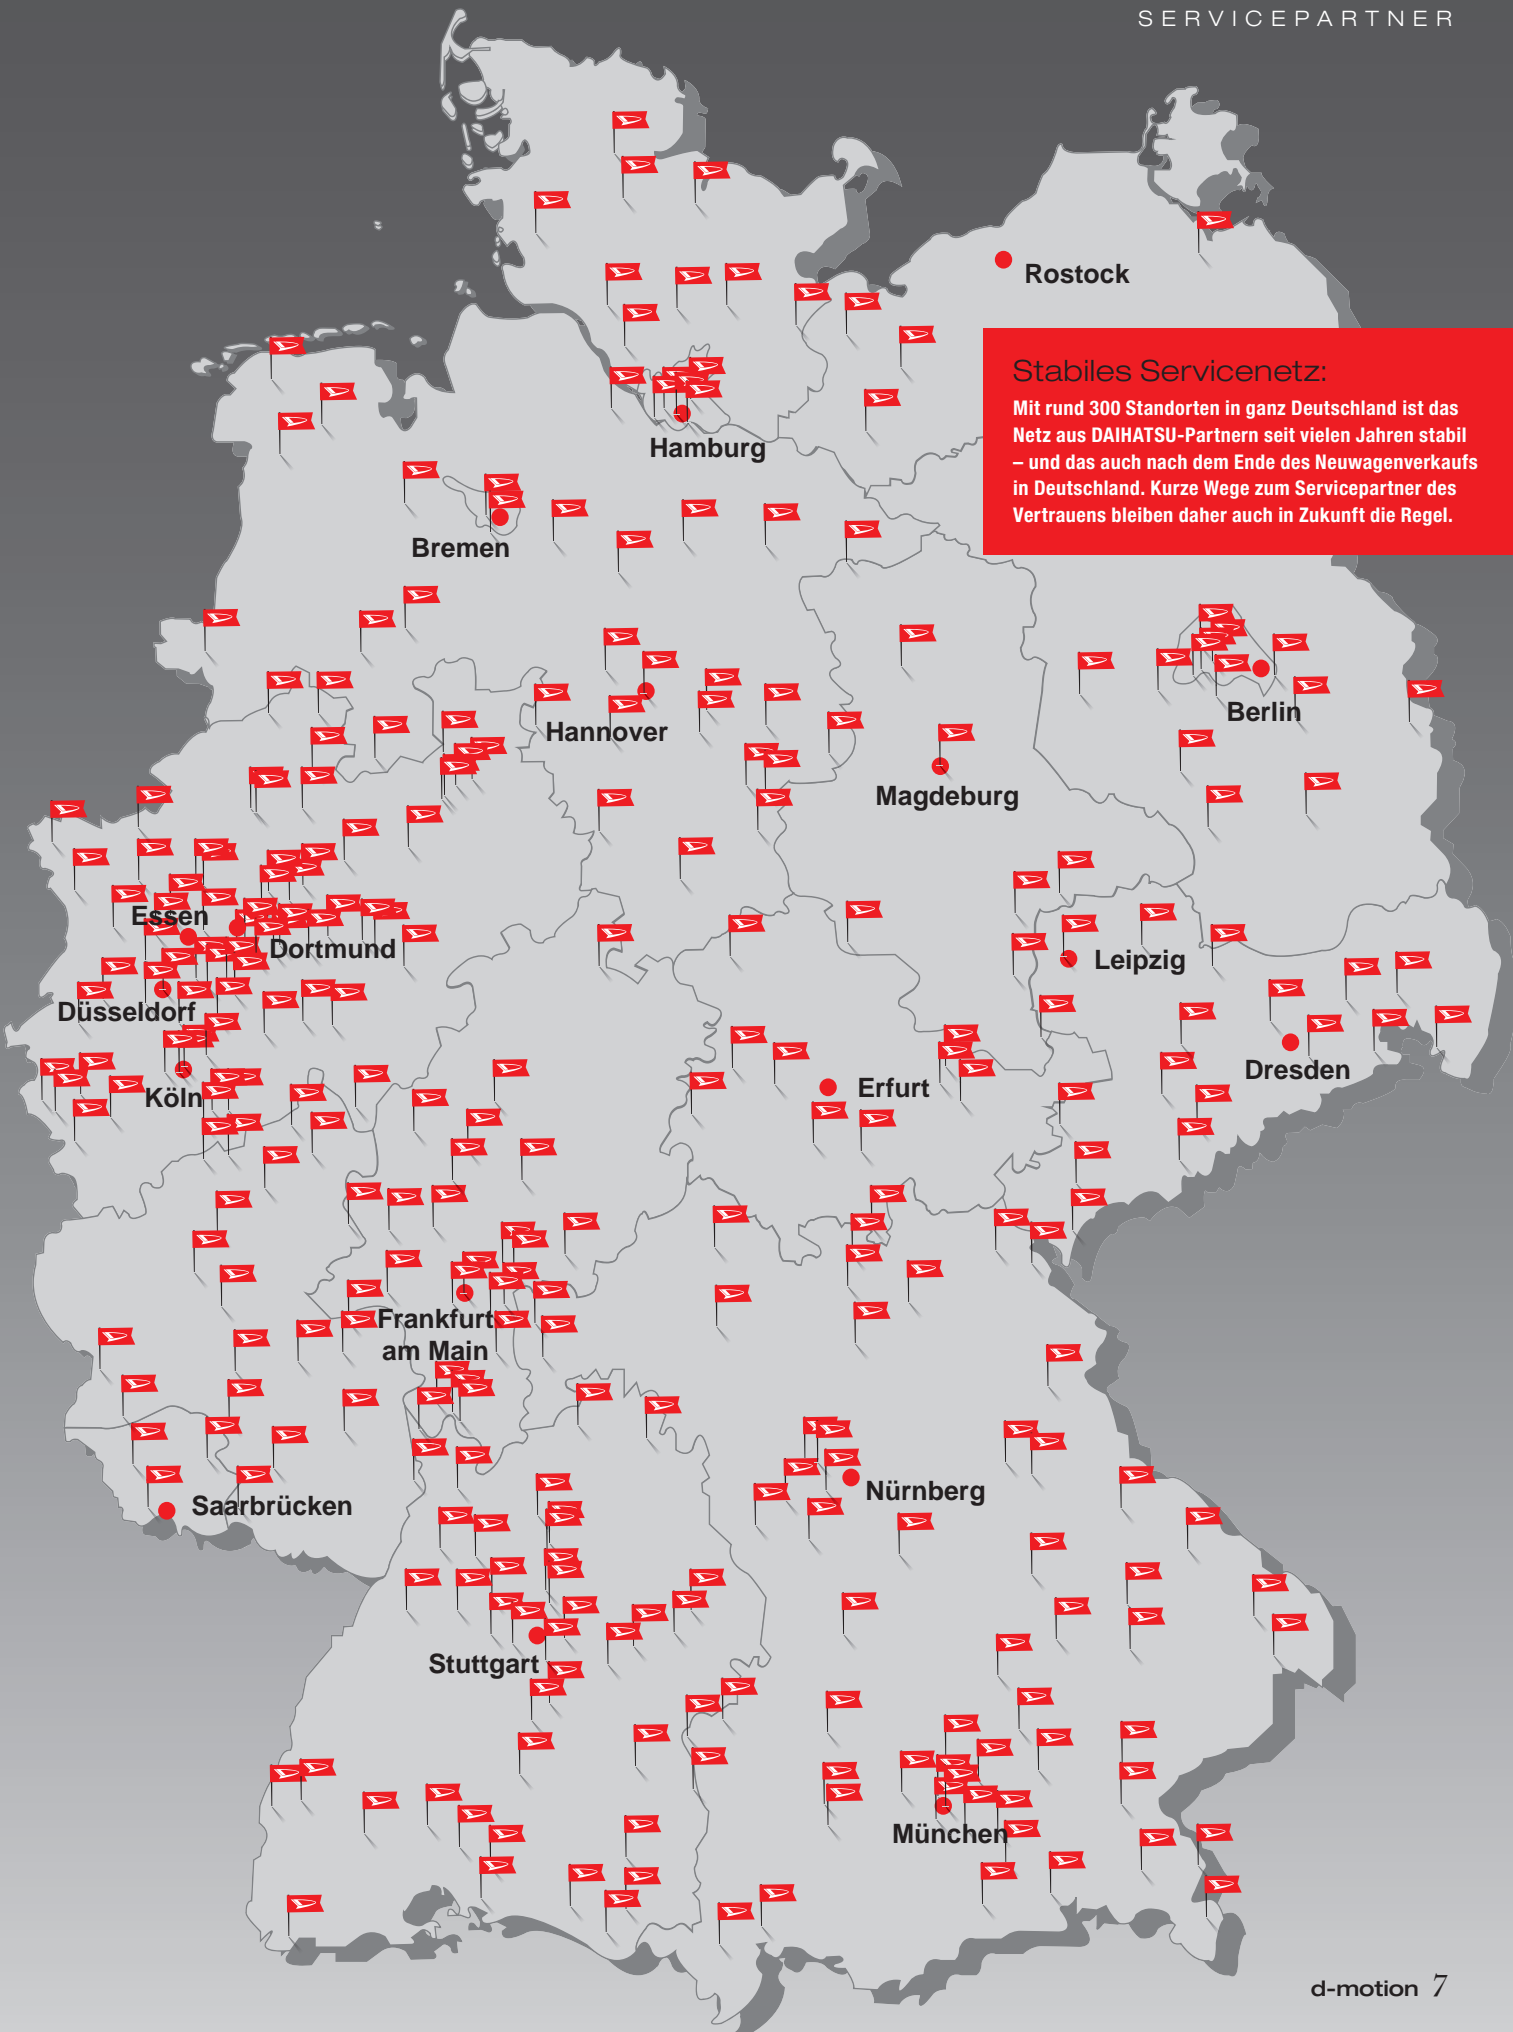 SERVICEPARTNER
Rostock
Stabiles Servicenetz:
Mit rund 300 Standorten in ganz Deutschland ist das
Netz aus DAIHATSU-Partnern seit vielen Jahren stabil
– und das auch nach dem Ende des Neuwagenverkaufs
in Deutschland. Kurze Wege zum Servicepartner des
Vertrauens bleiben daher auch in Zukunft die Regel.
Hamburg
Bremen
Berlin
Hannover
Magdeburg
Essen
Dortmund
Leipzig
Düsseldorf
Dresden
Erfurt
Köln
Frankfurt
am Main
Nürnberg
Saarbrücken
Stuttgart
München
d-motion 7